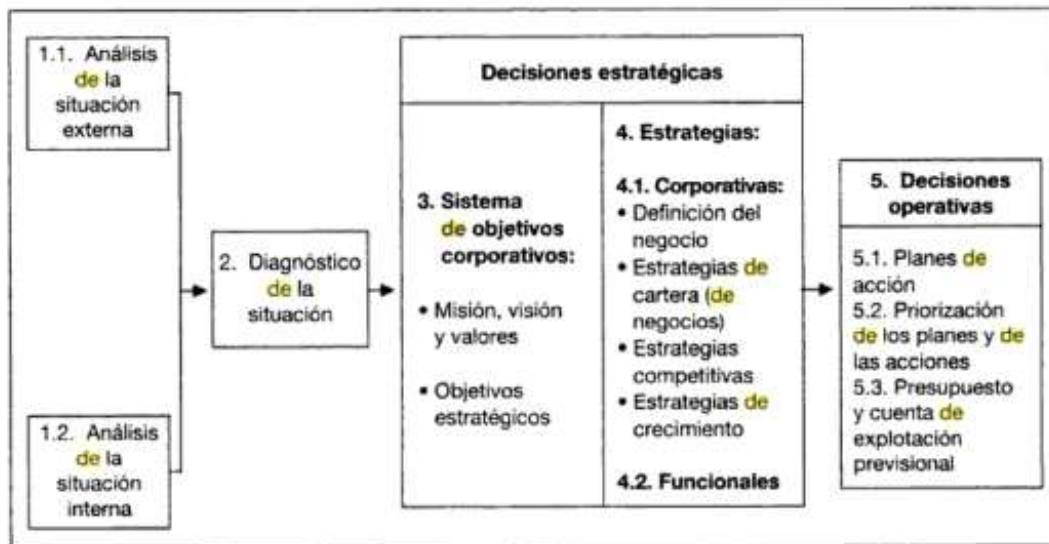 1.1. Análisis
de la
situación
externa
1.2. Análisis
de la
situación
interna
2. Diagnóstico
de la
situación
Decisiones estratégicas
3. Sistema
de objetivos
corporativos:
• Misión, visión
y valores
• Objetivos
estratégicos
4. Estrategias:
4.1. Corporativas:
• Definición del
negocio
• Estrategias de
cartera (de
negocios)
• Estrategias
competitivas
• Estrategias de
crecimiento
4.2. Funcionales
5. Decisiones
operativas
5.1. Planes de
acción
5.2. Priorización
de los planes y de
las acciones
5.3. Presupuesto
y cuenta de
explotación
previsional